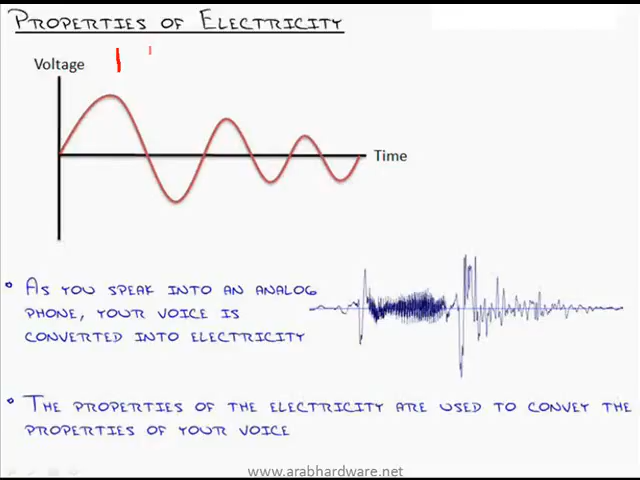 Properties of Electricity
Voltage
Time
As you speak into an analog
phone, your voice is
converted into electricity
The properties of the electricity are used to convey the
properties of your voice
www.arabhardware.net